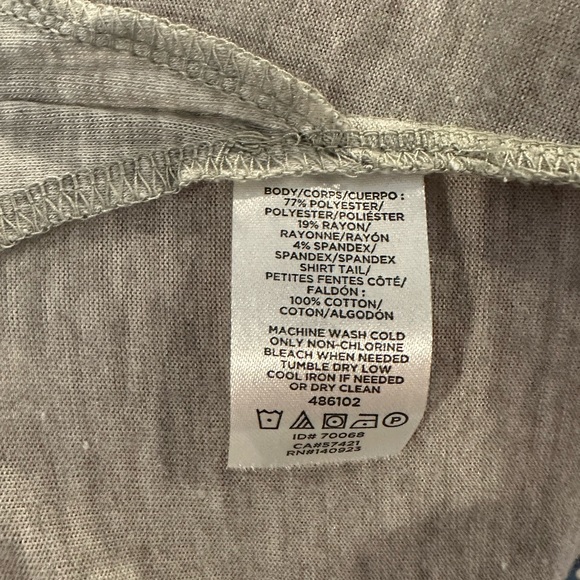 BODY/CORPS/CUERPO :
77% POLYESTER/
POLYESTER/POLIÉSTER
19% RAYON/
RAYONNE/RAYÓN
4% SPANDEX/
SPANDEX/SPANDEX
SHIRT TAIL/
PETITES FENTES CÔTÉ/
FALDÓN :
100% COTTON/
COTON/ALGODÓN
MACHINE WASH COLD
ONLY NON-CHLORINE
BLEACH WHEN NEEDED
TUMBLE DRY LOW
COOL IRON IF NEEDED
OR DRY CLEAN
486102
P
ID# 70068
CA#57421
RN#140923